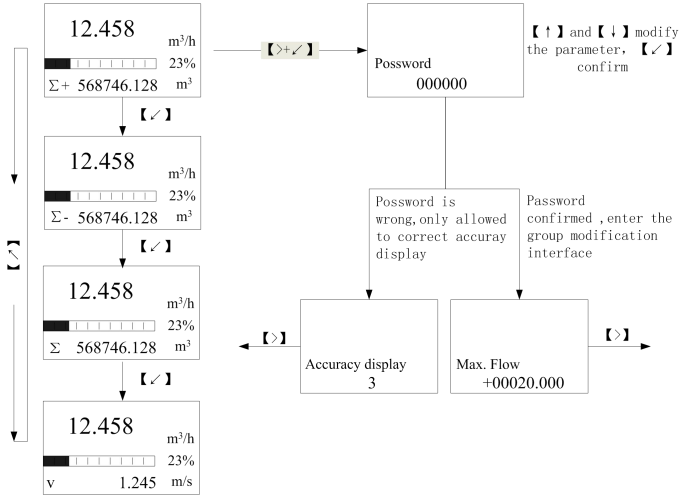 12.458
m³/h
23%
Σ+ 568746.128 m³
【↙】
12.458
m³/h
23%
Σ- 568746.128 m³
【↙】
12.458
m³/h
23%
Σ 568746.128 m³
【↙】
12.458
m³/h
23%
v 1.245 m/s
【↗】
【>+↙】
Possword
000000
【↑】and【↓】modify
the parameter, 【↙】
confirm
Possword is
wrong,only allowed
to correct accuray
display
Password
confirmed ,enter the
group modification
interface
【>】
Accuracy display
3
Max. Flow
+00020.000
【>】